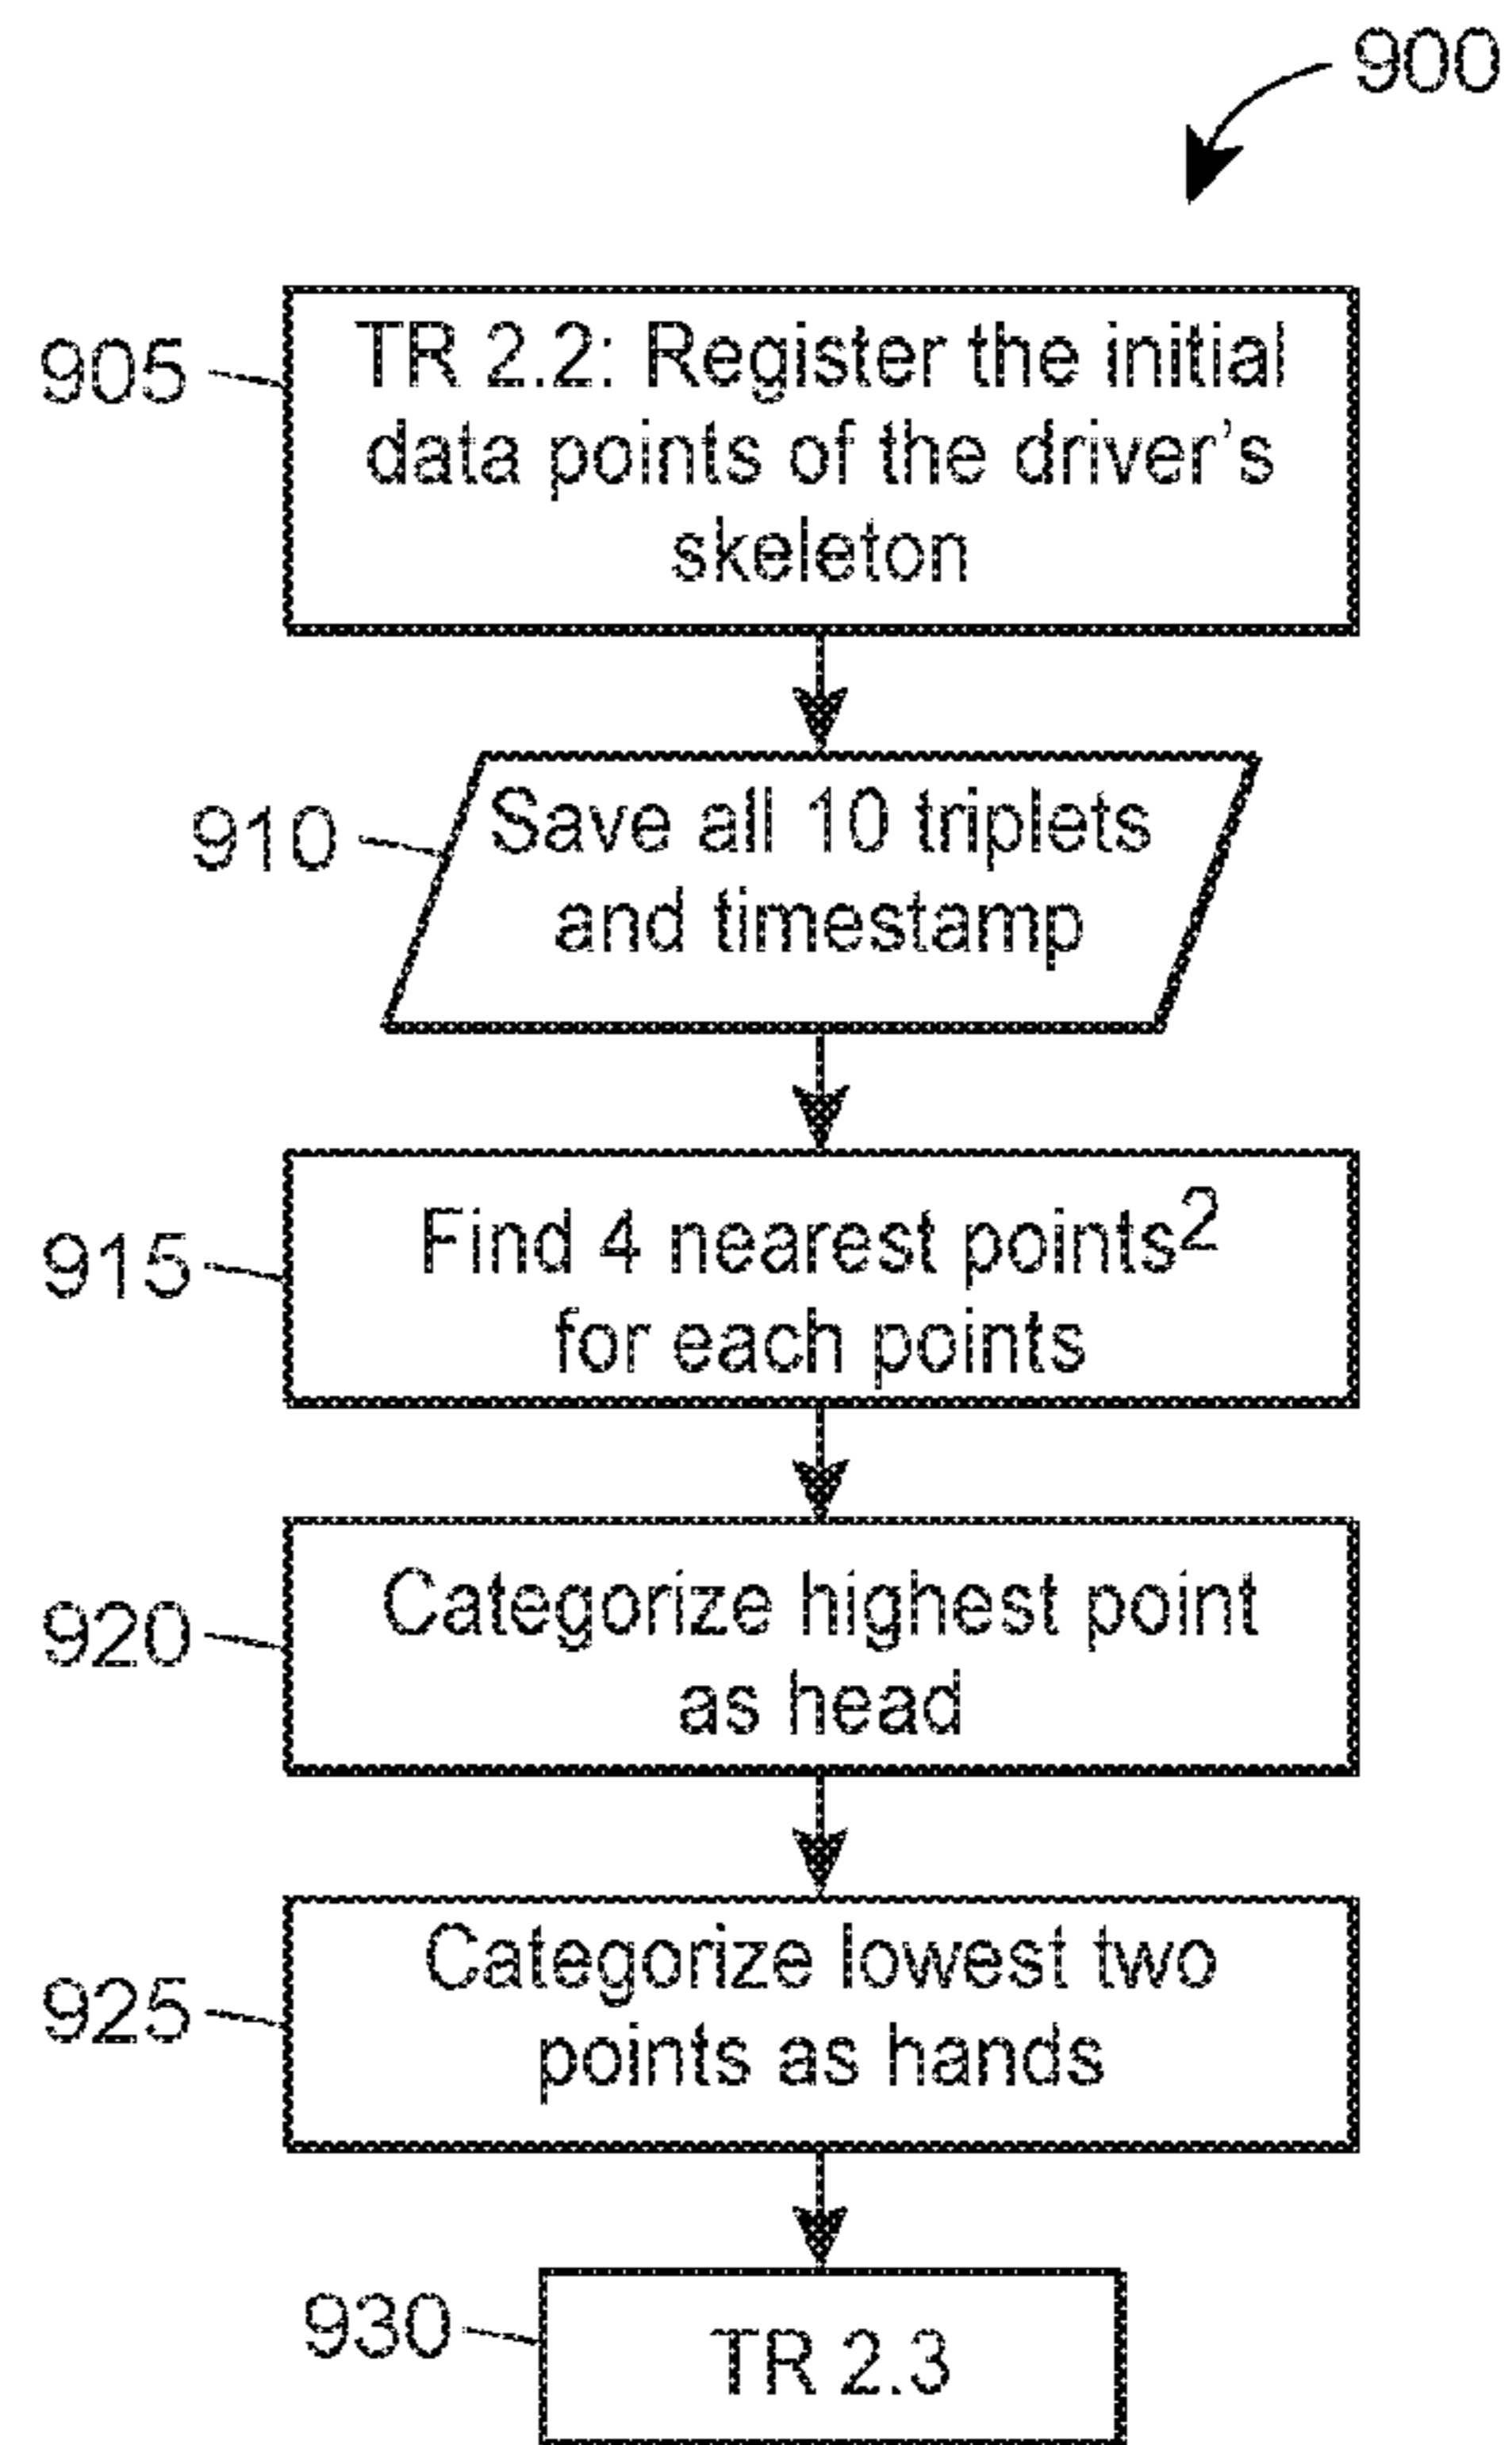 900
905
TR 2.2: Register the initial
data points of the driver's
skeleton
910
Save all 10 triplets
and timestamp
915
Find 4 nearest points2
for each points
920
Categorize highest point
as head
925
Categorize lowest two
points as hands
930
TR 2.3